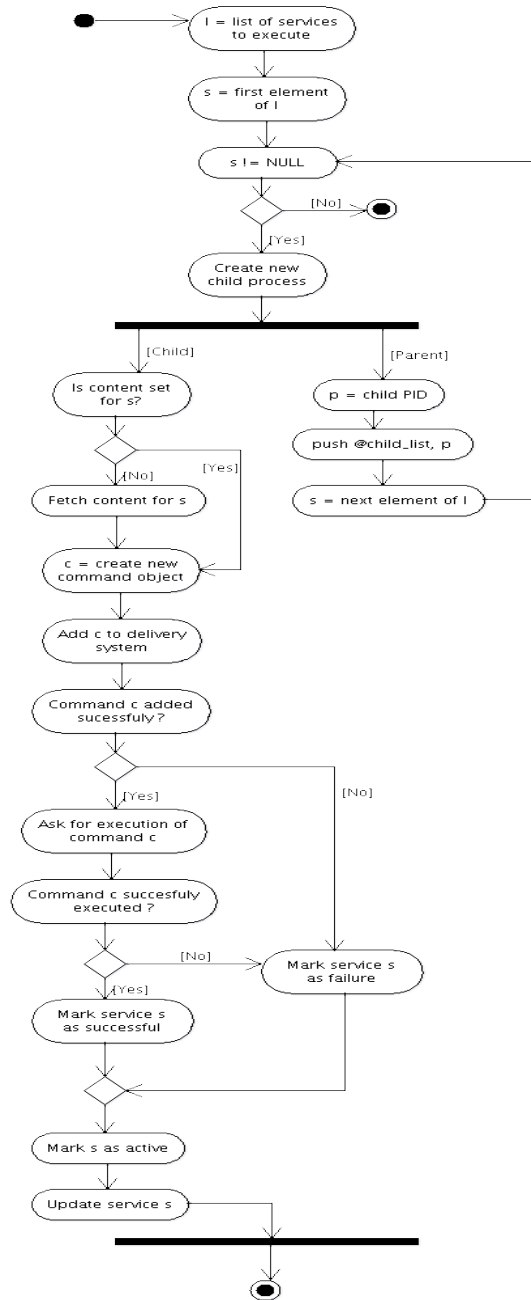 l = list of services
to execute
s = first element
of l
s != NULL
[No]
[Yes]
Create new
child process
[Child]
[Parent]
Is content set
for s?
p = child PID
push @child_list, p
[Yes]
[No]
Fetch content for s
s = next element of l
c = create new
command object
Add c to delivery
system
Command c added
sucessfuly ?
[Yes]
[No]
Ask for execution of
command c
Command c succesfuly
executed ?
[No]
Mark service s
as failure
[Yes]
Mark service s
as successful
Mark s as active
Update service s